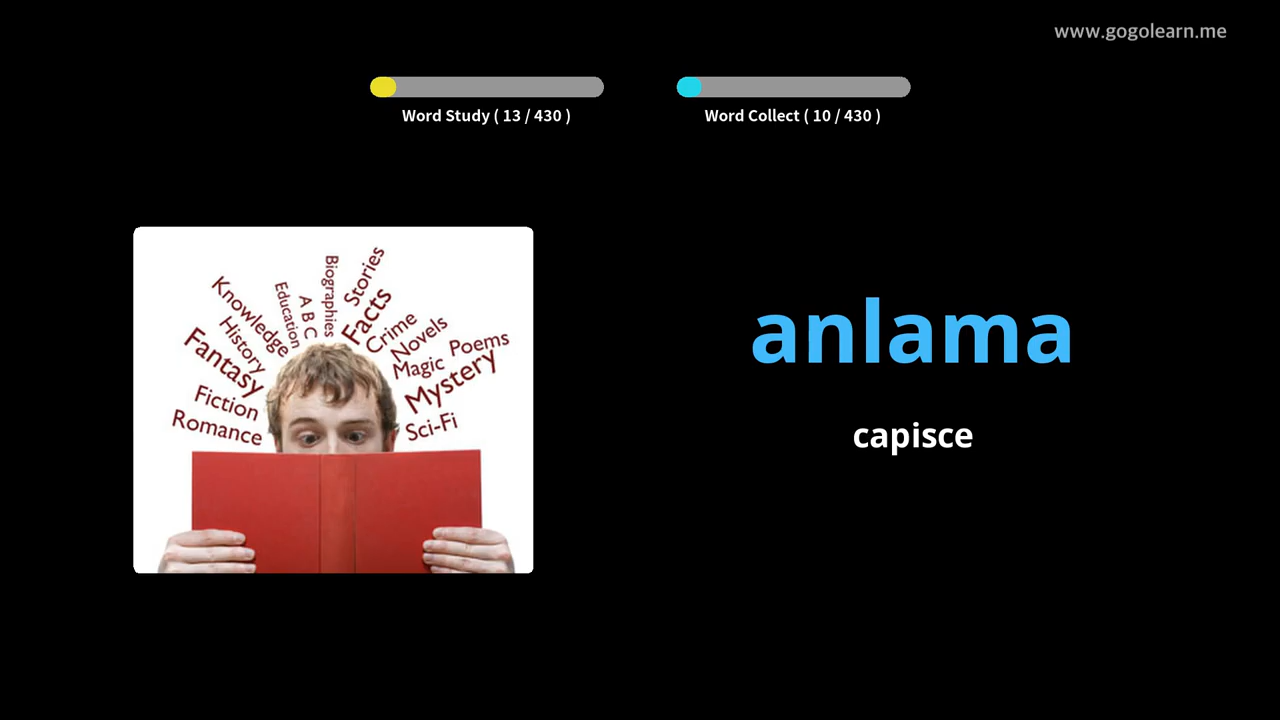 www.gogolearn.me
Word Study ( 13 / 430 )
Word Collect ( 10 / 430 )
Stories
Biographies
Facts
A B C
Education
Knowledge
Crime
History
Novels
Poems
Fantasy
Magic
Mystery
Fiction
Sci-Fi
Romance
anlama
capisce